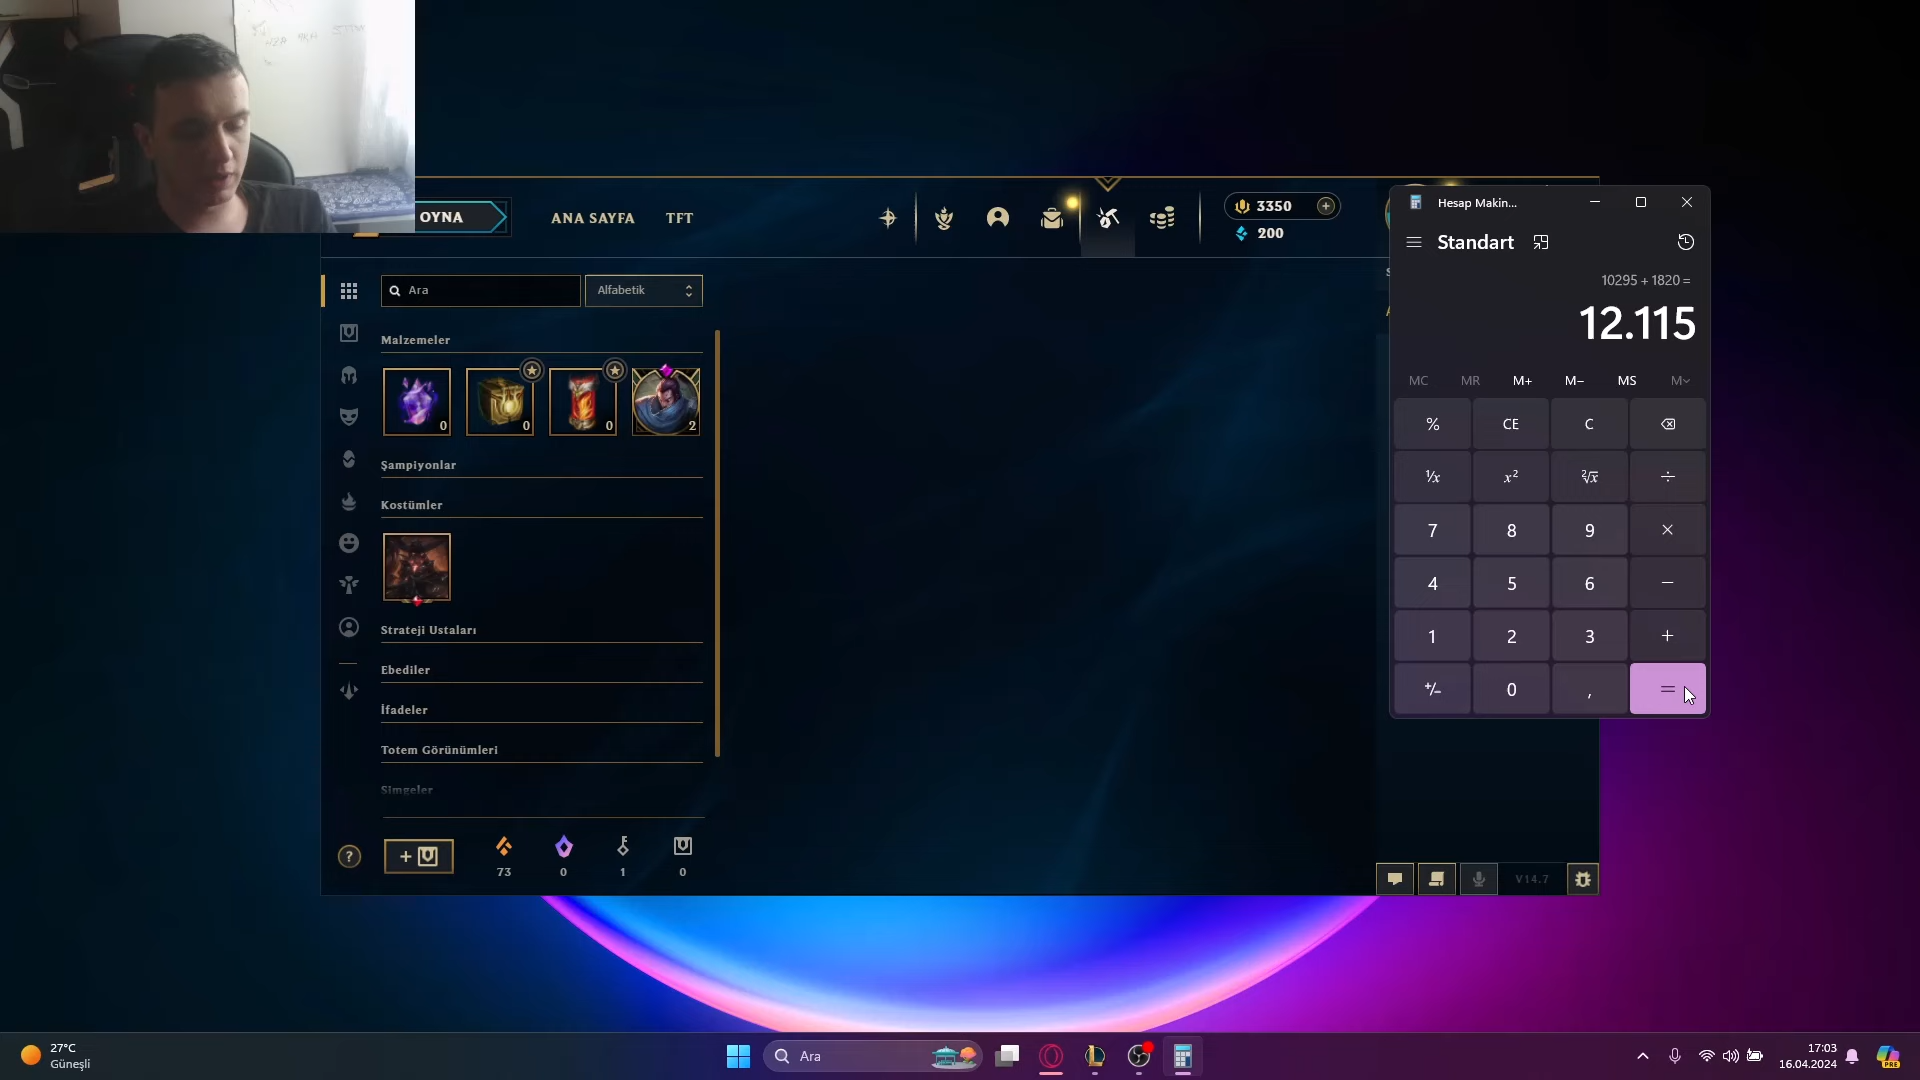 OYNA
ANA SAYFA
TFT
3350
200
Ara
Alfabetik
Malzemeler
0
0
0
2
Şampiyonlar
Kostümler
Strateji Ustaları
Ebediler
İfadeler
Totem Görünümleri
Simgeler
?
+
73
0
1
0
V14.7
Hesap Makin...
Standart
10295 + 1820 =
12.115
MC MR M+ M− MS M
% CE C
¹/x x² ²√x ÷
7 8 9 ×
4 5 6 −
1 2 3 +
+/− 0 , =
27°C
Güneşli
Ara
17:03
16.04.2024
PRE